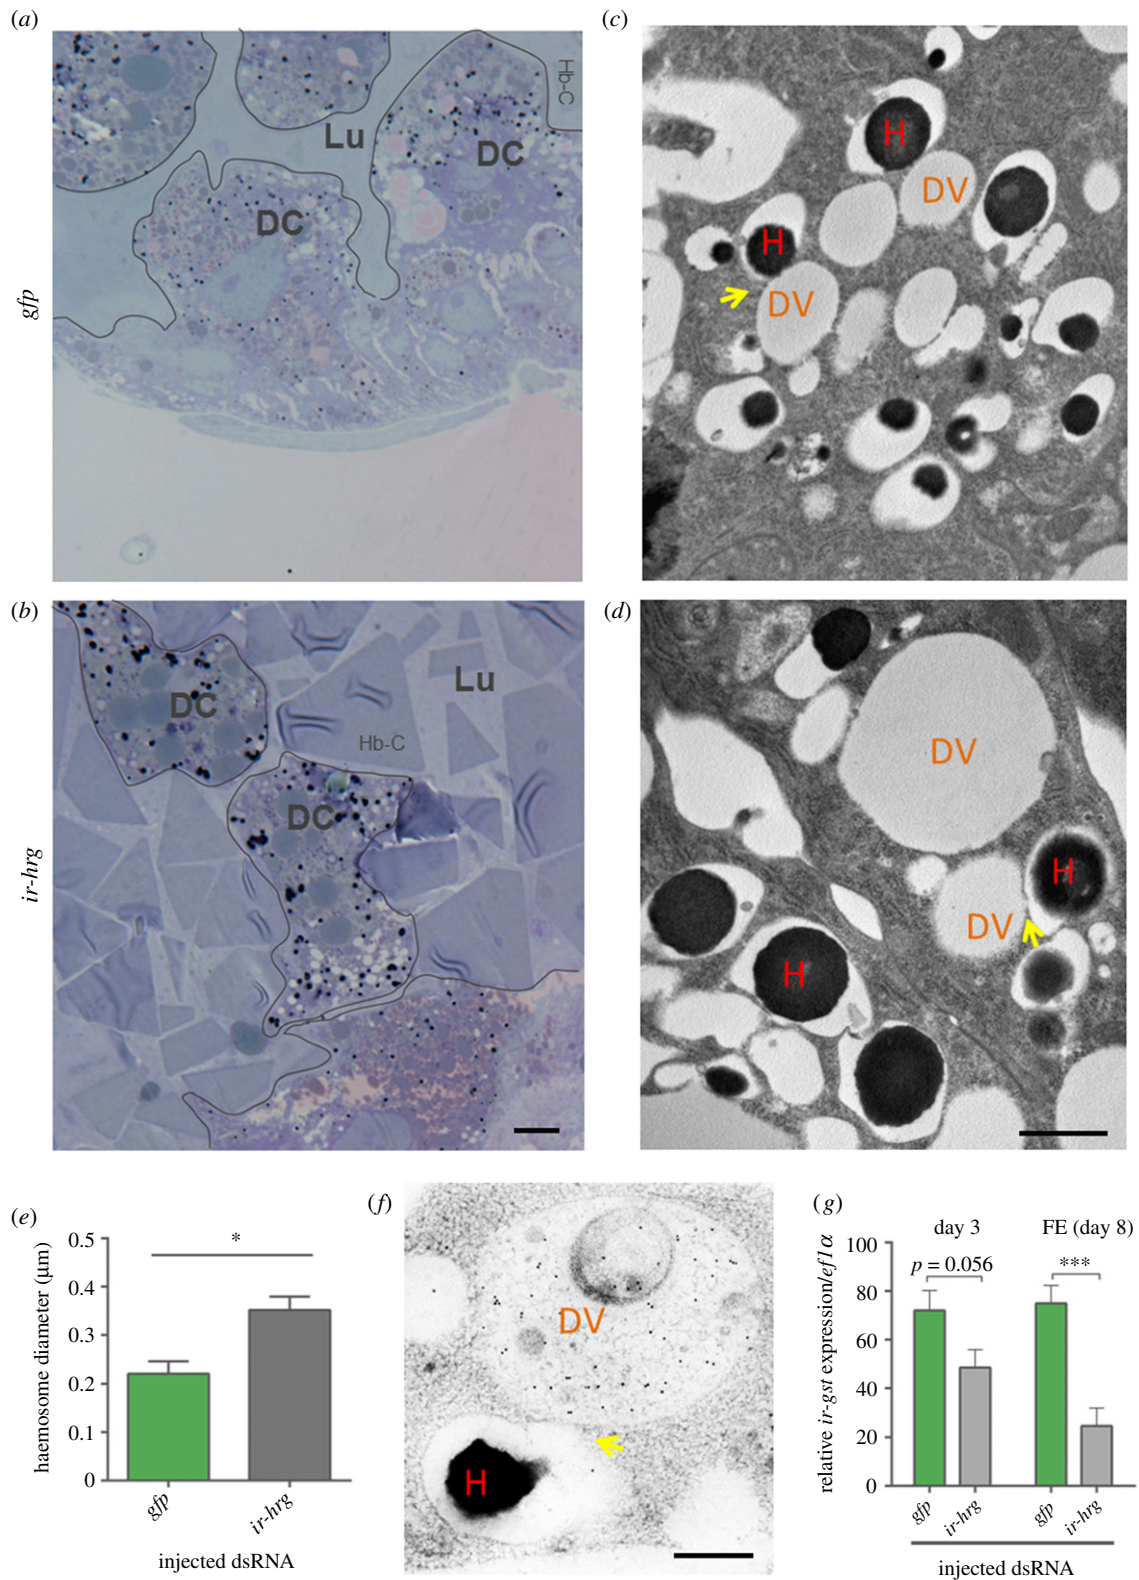 (a)
Hb-C
Lu
DC
DC
gfp
(c)
H
DV
H
DV
(b)
Lu
DC
Hb-C
DC
ir-hrg
(d)
DV
H
DV
H
(e)
*
0.5
0.4
0.3
0.2
0.1
0
haemosome diameter (µm)
gfp
ir-hrg
injected dsRNA
(f)
DV
H
(g)
day 3 FE (day 8)
p = 0.056 ***
100
80
60
40
20
0
relative ir-gst expression/ef1α
gfp
ir-hrg
gfp
ir-hrg
injected dsRNA